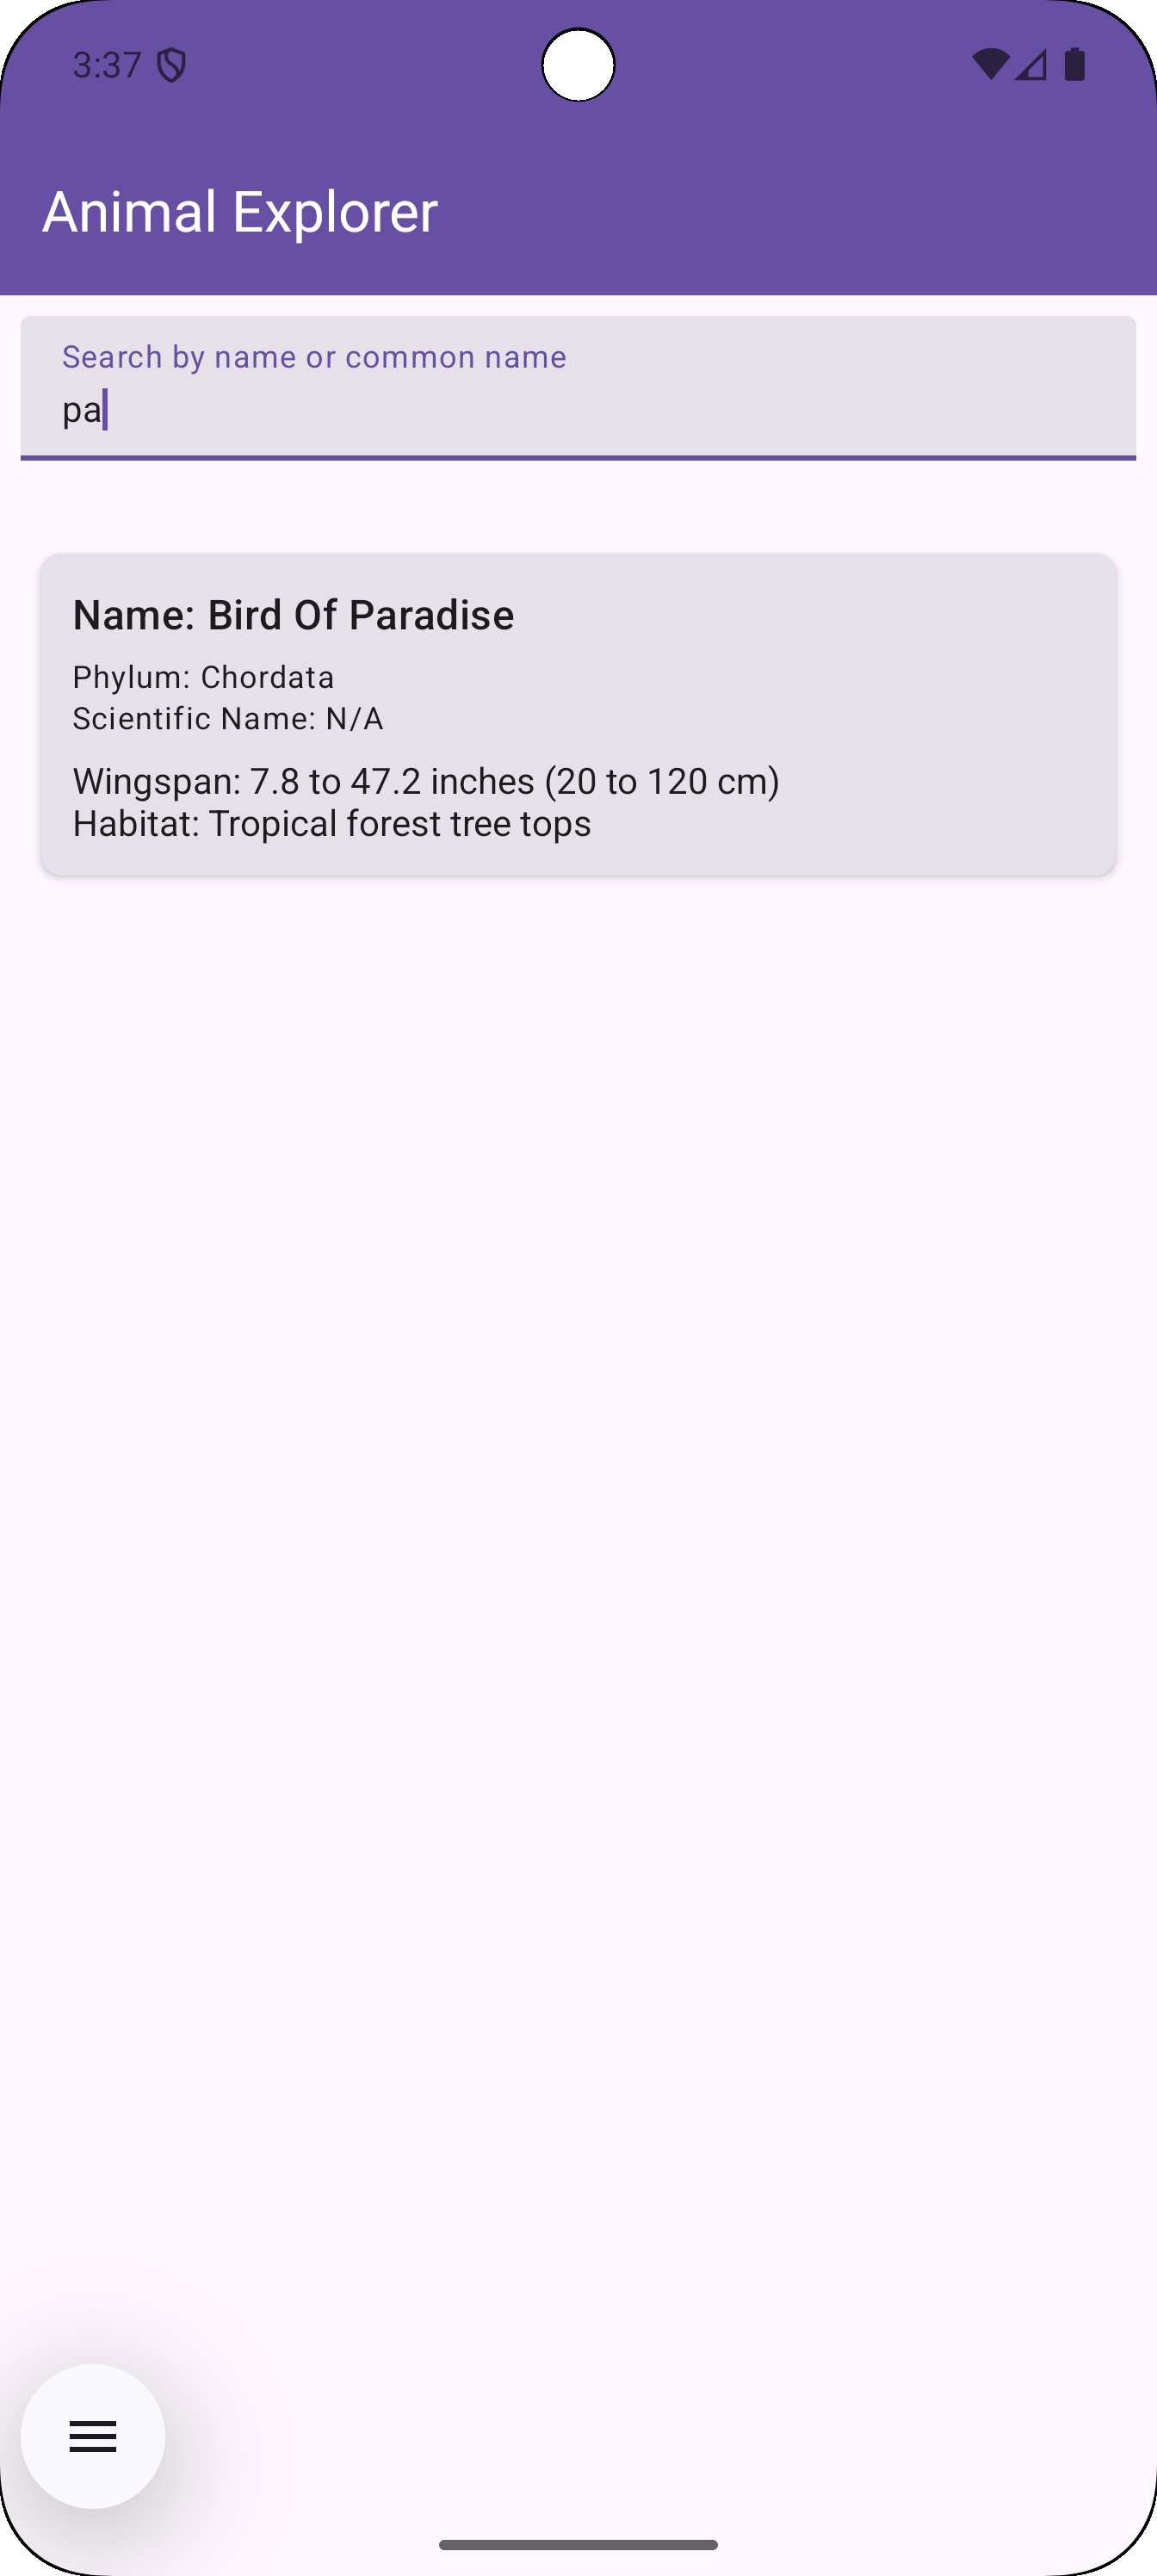 3:37
Animal Explorer
Search by name or common name
pa
Name: Bird Of Paradise
Phylum: Chordata
Scientific Name: N/A
Wingspan: 7.8 to 47.2 inches (20 to 120 cm)
Habitat: Tropical forest tree tops